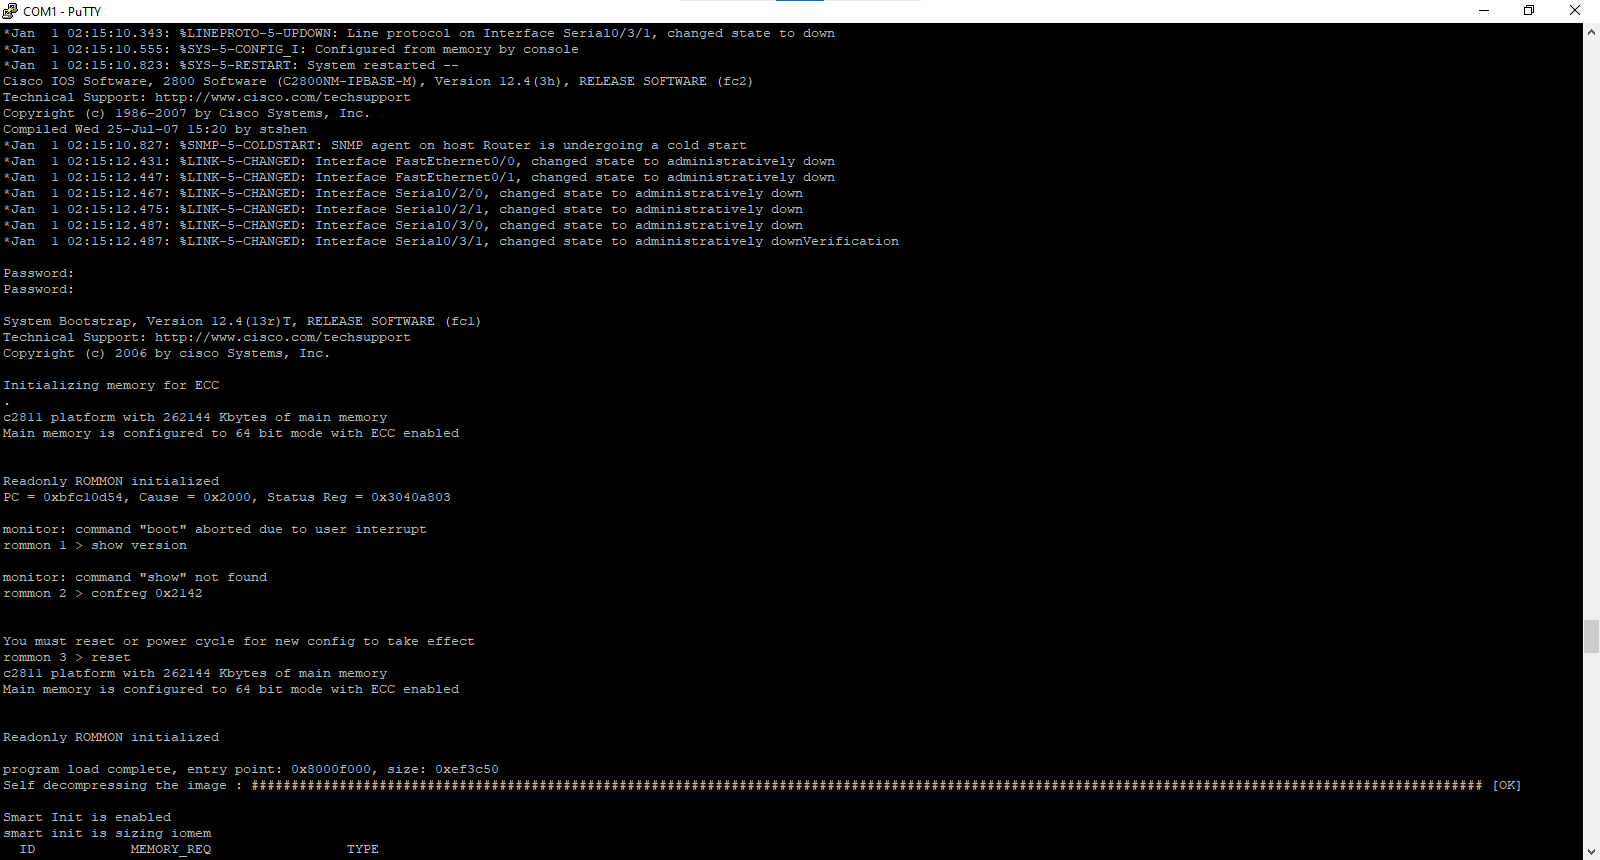 COM1 - PuTTY
*Jan  1 02:15:10.343: %LINEPROTO-5-UPDOWN: Line protocol on Interface Serial0/3/1, changed state to down
*Jan  1 02:15:10.555: %SYS-5-CONFIG_I: Configured from memory by console
*Jan  1 02:15:10.823: %SYS-5-RESTART: System restarted --
Cisco IOS Software, 2800 Software (C2800NM-IPBASE-M), Version 12.4(3h), RELEASE SOFTWARE (fc2)
Technical Support: http://www.cisco.com/techsupport
Copyright (c) 1986-2007 by Cisco Systems, Inc.
Compiled Wed 25-Jul-07 15:20 by stshen
*Jan  1 02:15:10.827: %SNMP-5-COLDSTART: SNMP agent on host Router is undergoing a cold start
*Jan  1 02:15:12.431: %LINK-5-CHANGED: Interface FastEthernet0/0, changed state to administratively down
*Jan  1 02:15:12.447: %LINK-5-CHANGED: Interface FastEthernet0/1, changed state to administratively down
*Jan  1 02:15:12.467: %LINK-5-CHANGED: Interface Serial0/2/0, changed state to administratively down
*Jan  1 02:15:12.475: %LINK-5-CHANGED: Interface Serial0/2/1, changed state to administratively down
*Jan  1 02:15:12.487: %LINK-5-CHANGED: Interface Serial0/3/0, changed state to administratively down
*Jan  1 02:15:12.487: %LINK-5-CHANGED: Interface Serial0/3/1, changed state to administratively downVerification
Password:
Password:
System Bootstrap, Version 12.4(13r)T, RELEASE SOFTWARE (fc1)
Technical Support: http://www.cisco.com/techsupport
Copyright (c) 2006 by cisco Systems, Inc.
Initializing memory for ECC
.
c2811 platform with 262144 Kbytes of main memory
Main memory is configured to 64 bit mode with ECC enabled
Readonly ROMMON initialized
PC = 0xbfc10d54, Cause = 0x2000, Status Reg = 0x3040a803
monitor: command "boot" aborted due to user interrupt
rommon 1 > show version
monitor: command "show" not found
rommon 2 > confreg 0x2142
You must reset or power cycle for new config to take effect
rommon 3 > reset
c2811 platform with 262144 Kbytes of main memory
Main memory is configured to 64 bit mode with ECC enabled
Readonly ROMMON initialized
program load complete, entry point: 0x8000f000, size: 0xef3c50
Self decompressing the image : ########################################################################################################################################################## [OK]
Smart Init is enabled
smart init is sizing iomem
  ID            MEMORY_REQ                 TYPE